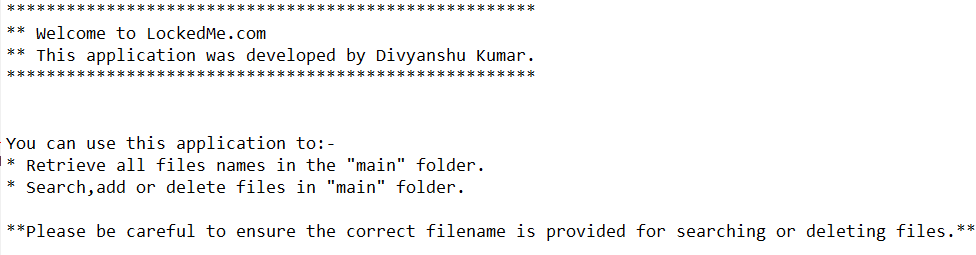 *****************************************************
** Welcome to LockedMe.com
** This application was developed by Divyanshu Kumar.
*****************************************************
You can use this application to:-
* Retrieve all files names in the "main" folder.
* Search,add or delete files in "main" folder.
**Please be careful to ensure the correct filename is provided for searching or deleting files.**